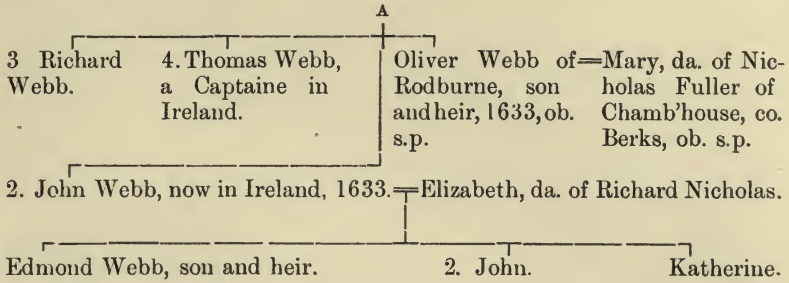 A
3 Richard Webb.
4. Thomas Webb, a Captaine in Ireland.
Oliver Webb of Rodburne, son and heir, 1633, ob. s.p.
=Mary, da. of Nicholas Fuller of Chamb'house, co. Berks, ob. s.p.
2. John Webb, now in Ireland, 1633.=Elizabeth, da. of Richard Nicholas.
Edmond Webb, son and heir. 2. John. Katherine.